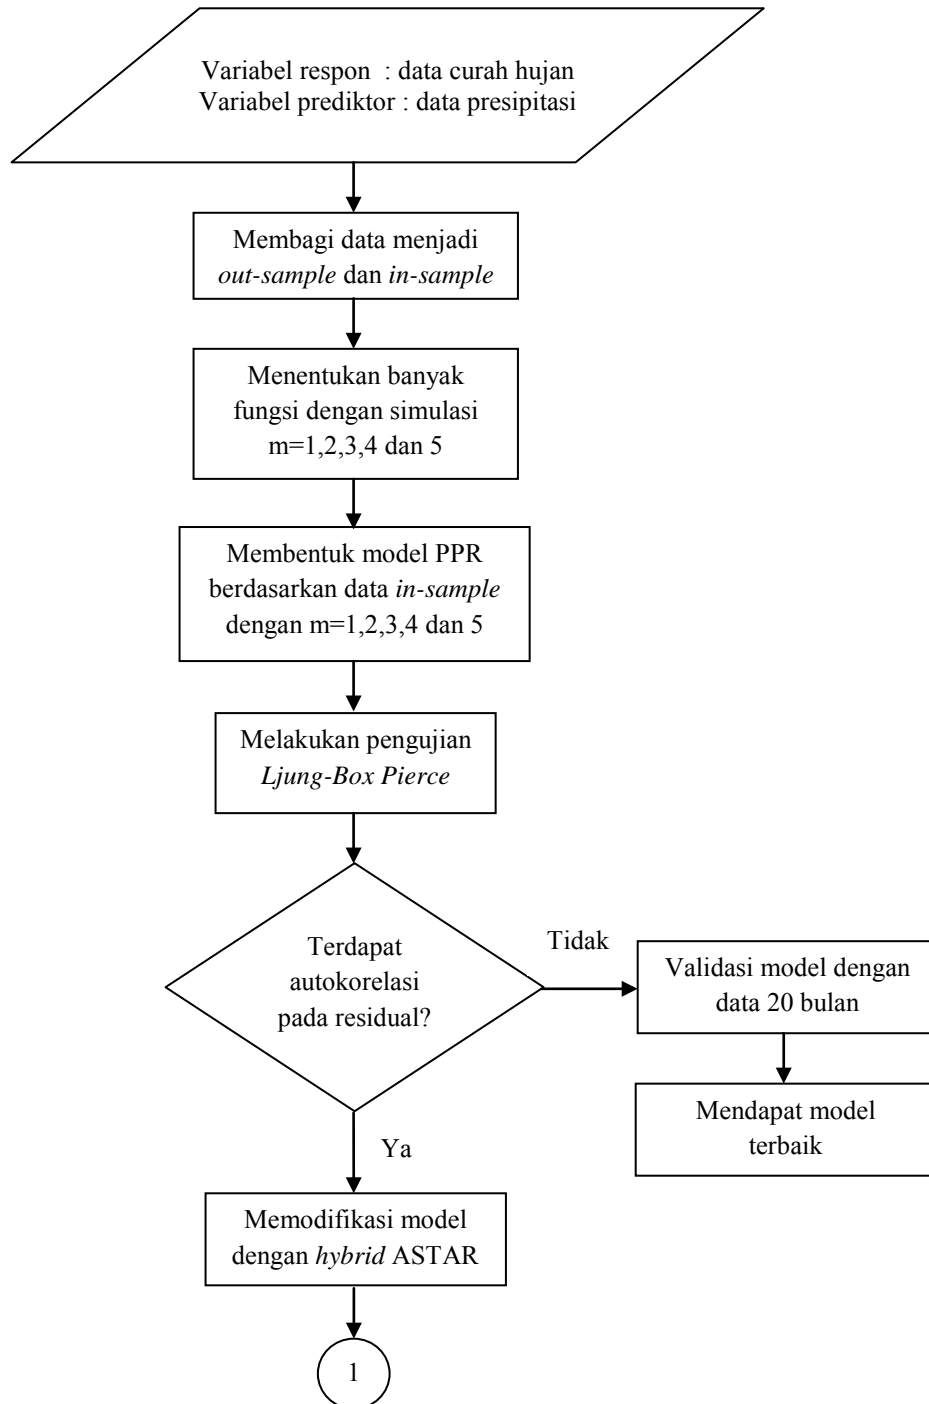 Variabel respon : data curah hujan
Variabel prediktor : data presipitasi
Membagi data menjadi
out-sample dan in-sample
Menentukan banyak
fungsi dengan simulasi
m=1,2,3,4 dan 5
Membentuk model PPR
berdasarkan data in-sample
dengan m=1,2,3,4 dan 5
Melakukan pengujian
Ljung-Box Pierce
Terdapat
autokorelasi
pada residual?
Tidak
Validasi model dengan
data 20 bulan
Mendapat model
terbaik
Ya
Memodifikasi model
dengan hybrid ASTAR
1